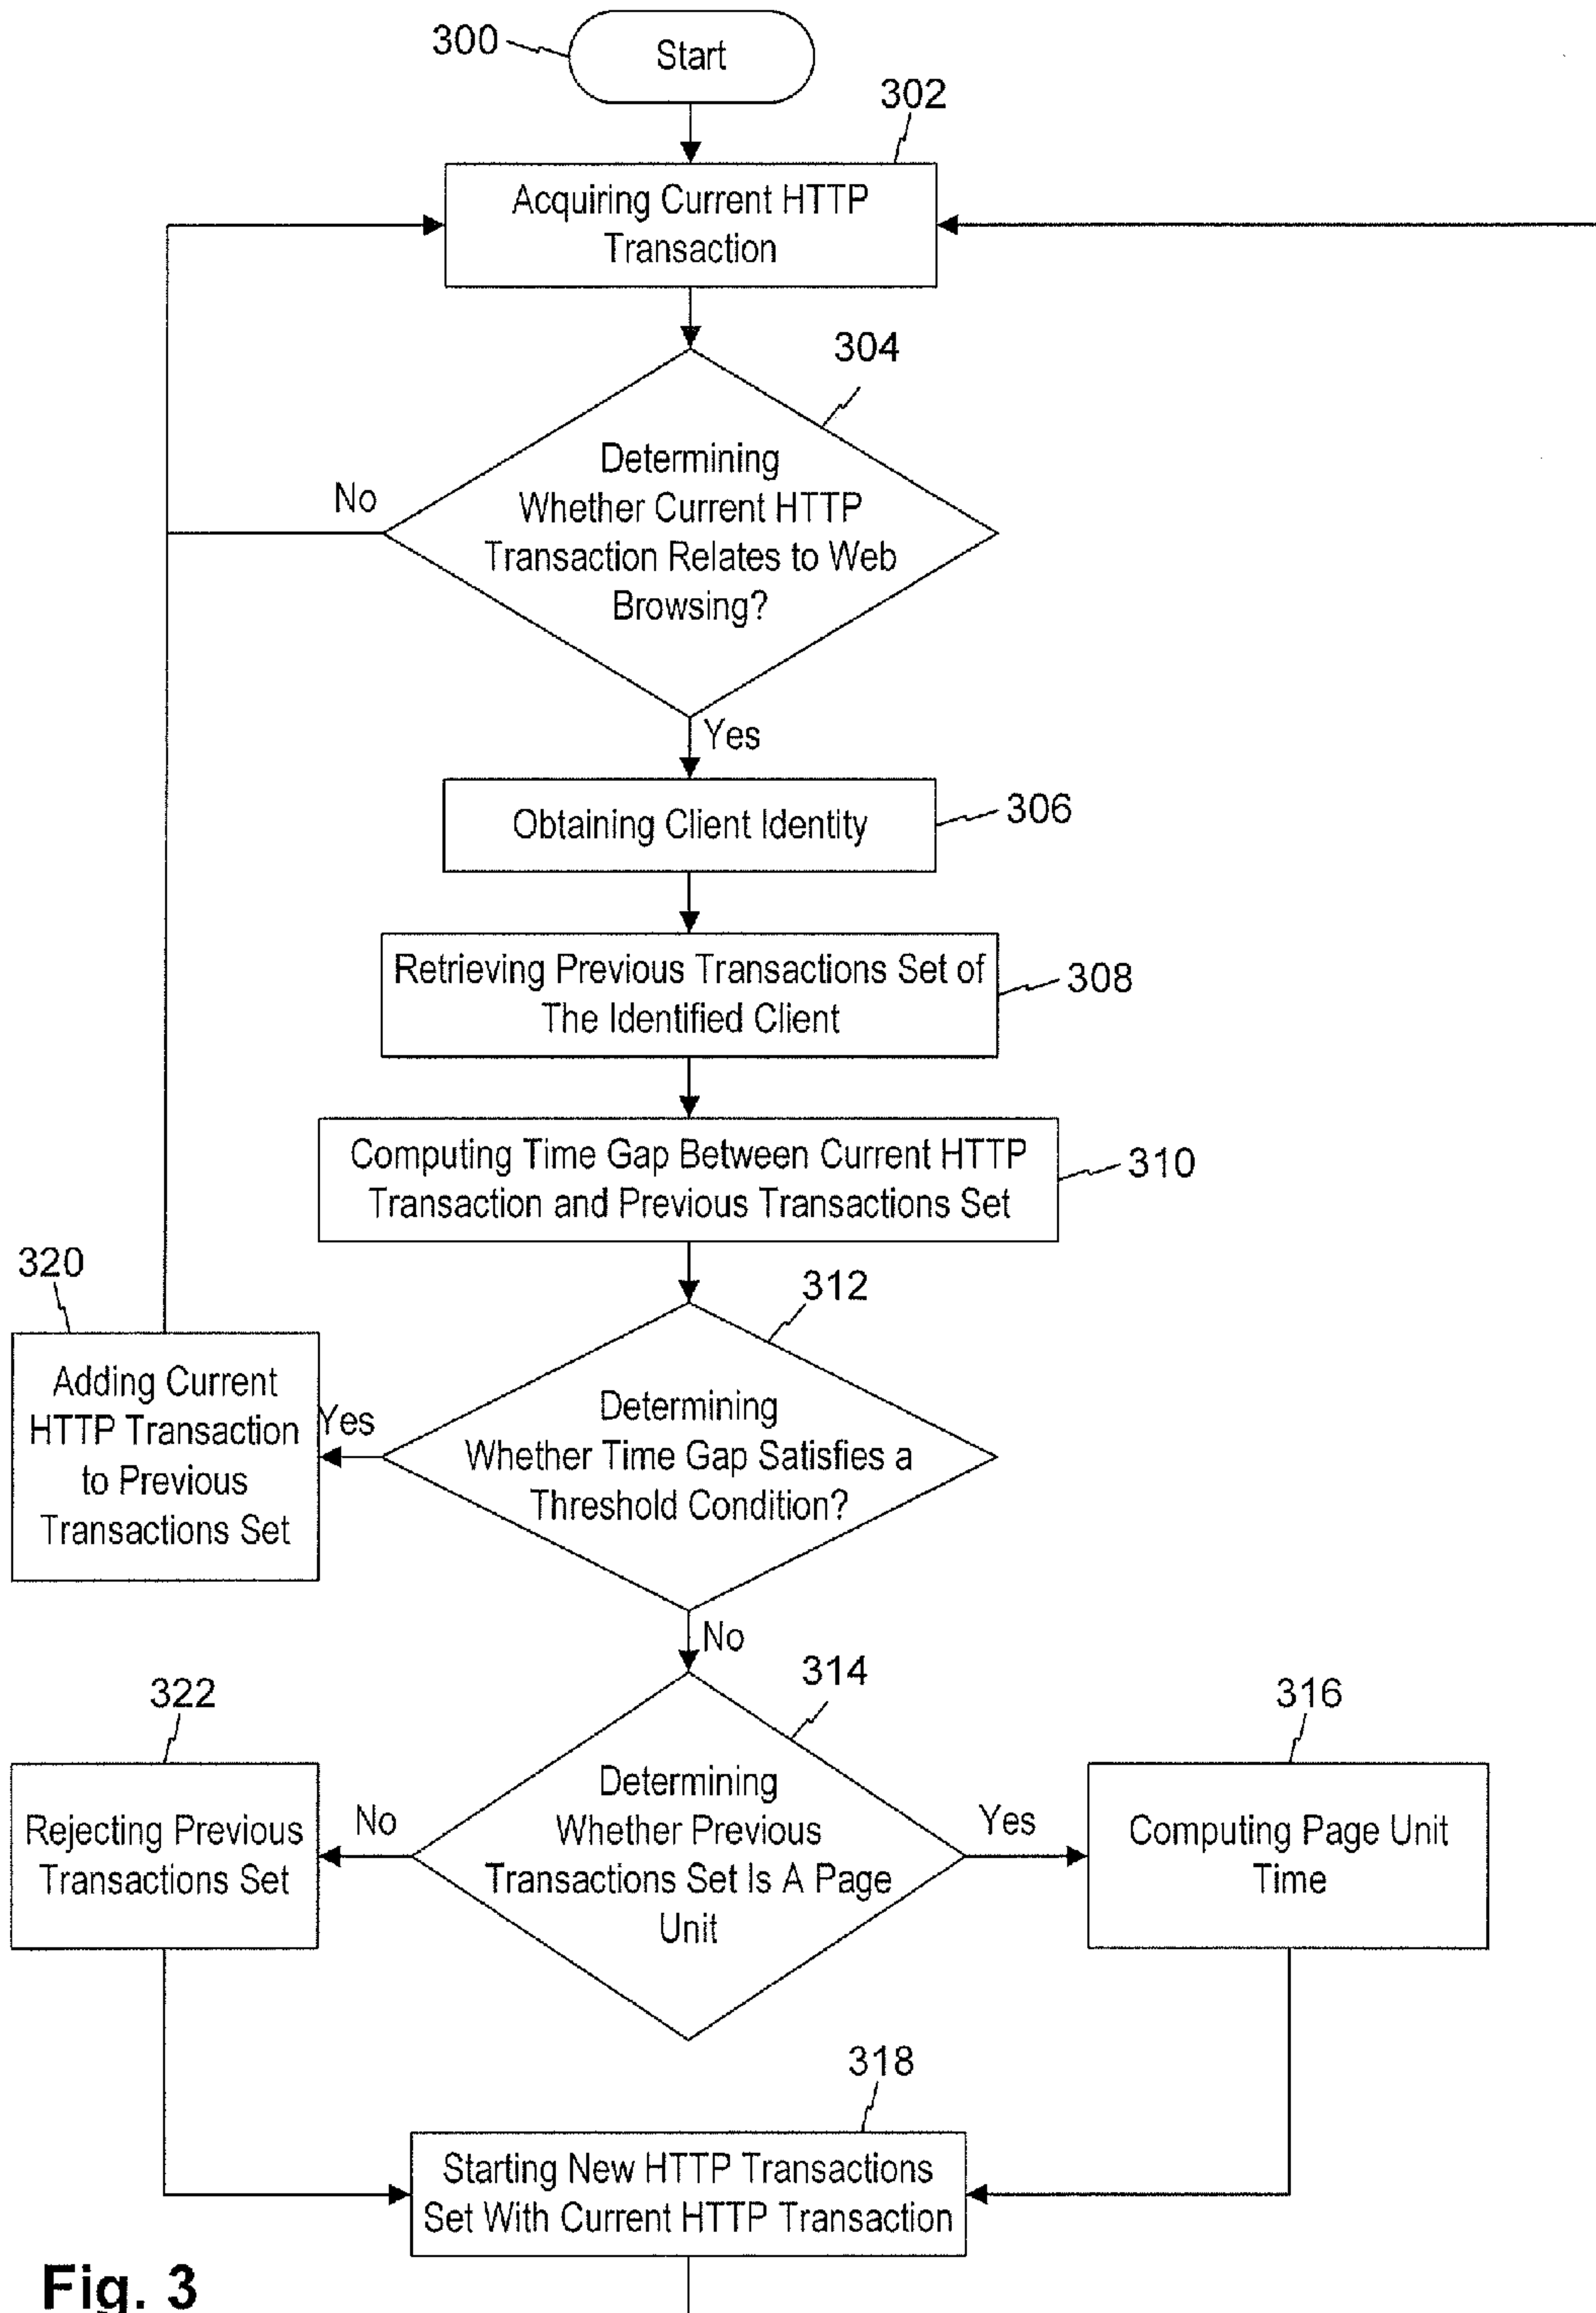 300
Start
302
Acquiring Current HTTP
Transaction
304
Determining
Whether Current HTTP
Transaction Relates to Web
Browsing?
No
Yes
Obtaining Client Identity
306
Retrieving Previous Transactions Set of
The Identified Client
308
Computing Time Gap Between Current HTTP
Transaction and Previous Transactions Set
310
320
312
Adding Current
HTTP Transaction
to Previous
Transactions Set
Yes
Determining
Whether Time Gap Satisfies a
Threshold Condition?
No
322
314
316
Rejecting Previous
Transactions Set
No
Determining
Whether Previous
Transactions Set Is A Page
Unit
Yes
Computing Page Unit
Time
318
Starting New HTTP Transactions
Set With Current HTTP Transaction
Fig. 3